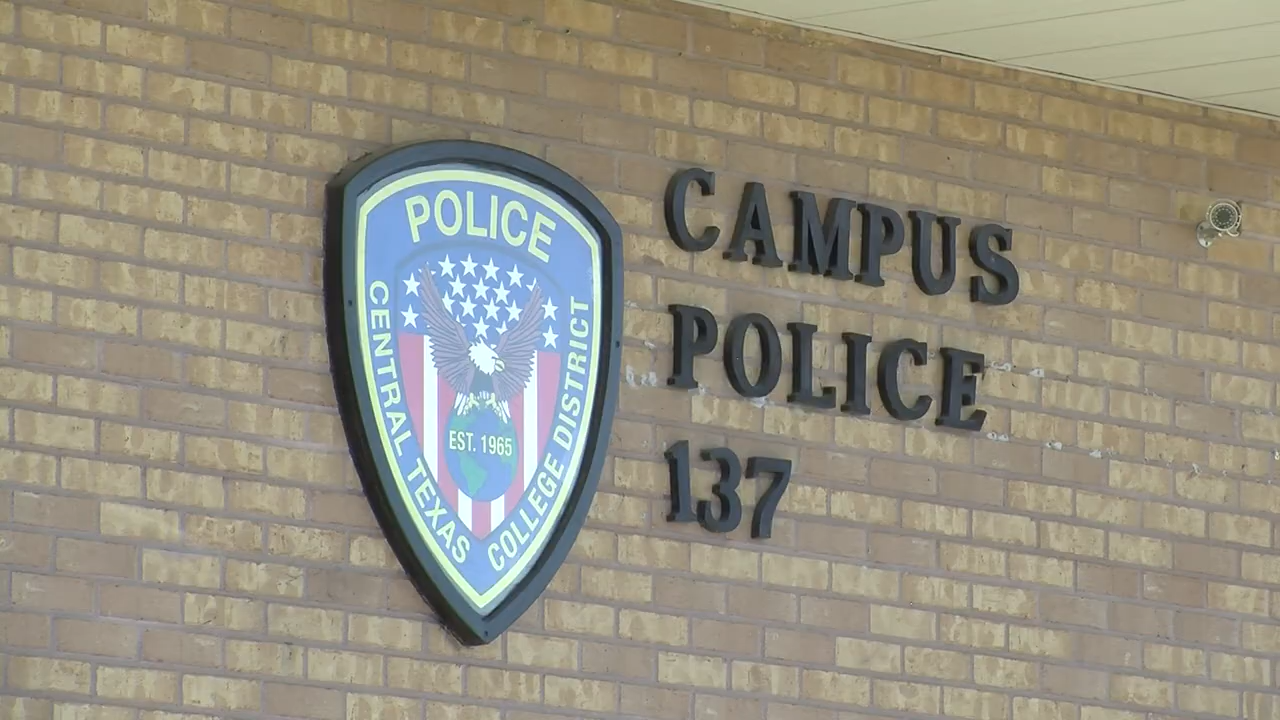 POLICE
CENTRAL TEXAS
COLLEGE DISTRICT
EST. 1965
CAMPUS
POLICE
137